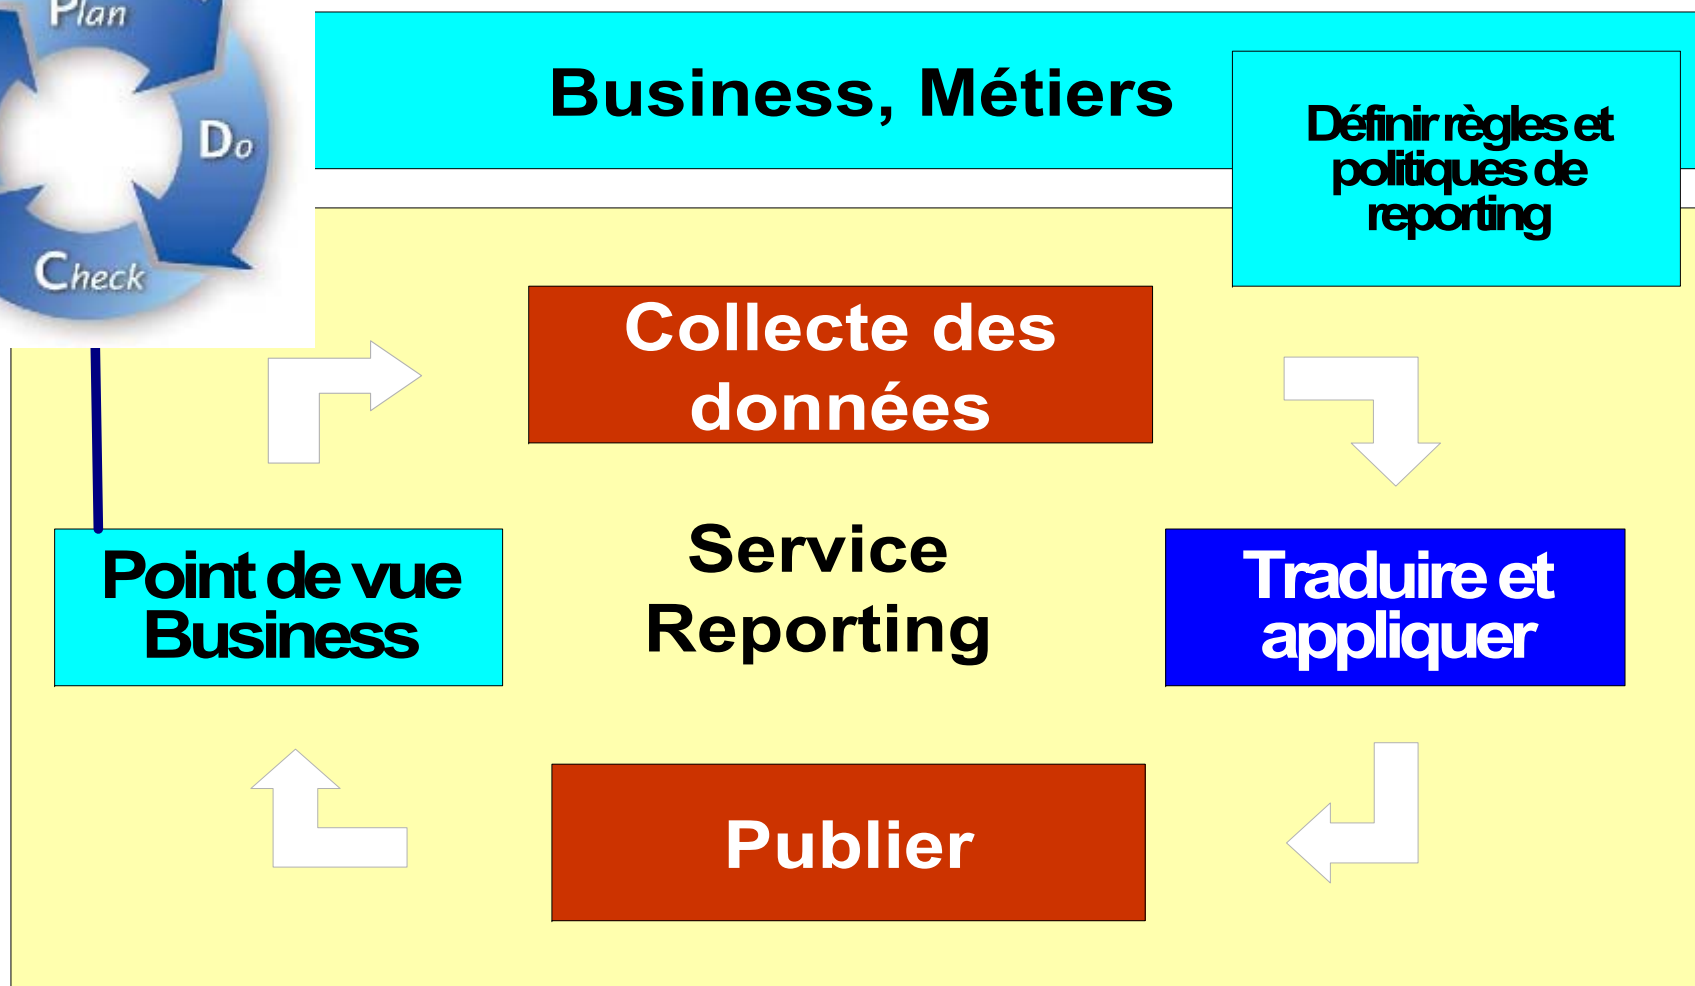 Plan
Do
Check
Business, Métiers
Définir règles et
politiques de
reporting
Collecte des
données
Point de vue
Business
Service
Reporting
Traduire et
appliquer
Publier